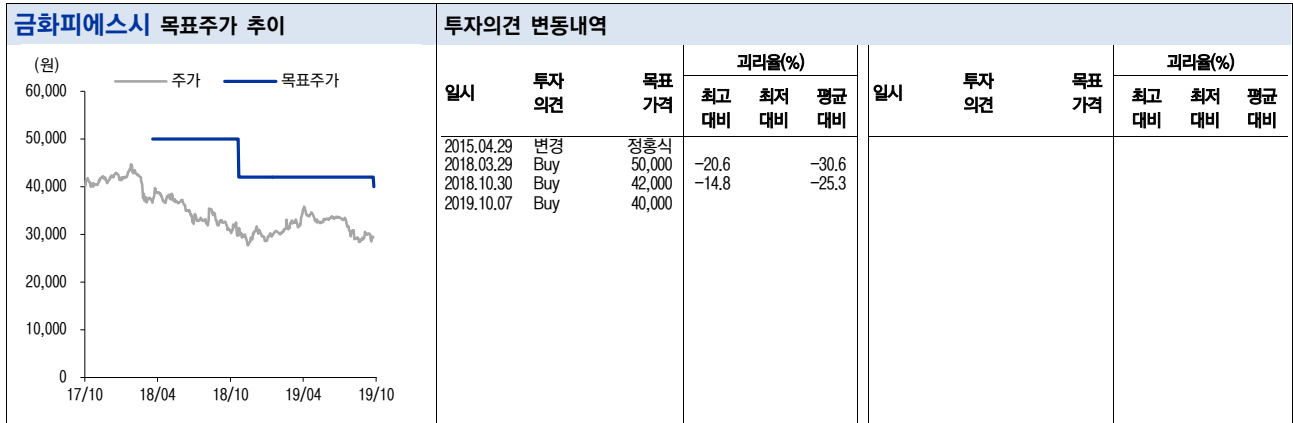 금화피에스시 목표주가 추이
(원)
주가 목표주가
60,000
50,000
40,000
30,000
20,000
10,000
0
17/10 18/04 18/10 19/04 19/10
투자의견 변동내역
일시 투자의견 목표가격 괴리율(%)
최고대비 최저대비 평균대비
2015.04.29 변경 정홍식
2018.03.29 Buy 50,000 -20.6 -30.6
2018.10.30 Buy 42,000 -14.8 -25.3
2019.10.07 Buy 40,000
일시 투자의견 목표가격 괴리율(%)
최고대비 최저대비 평균대비